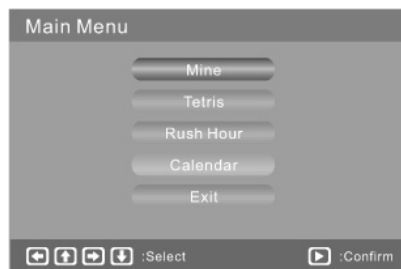 Main Menu
Mine
Tetris
Rush Hour
Calendar
Exit
:Select :Confirm